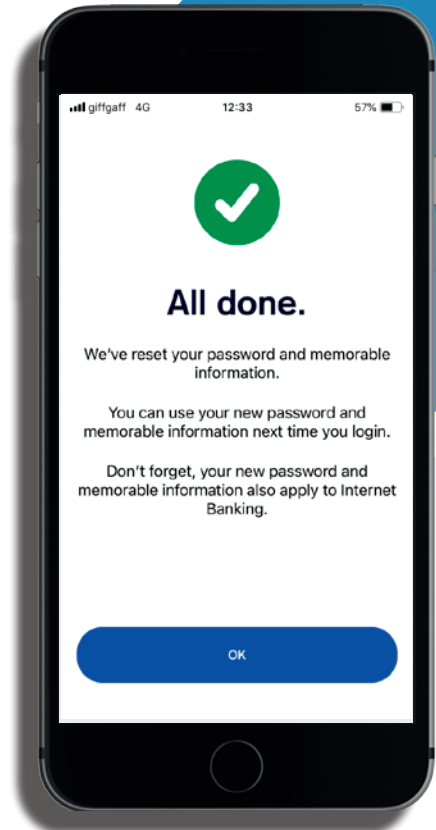 giffgaff 4G 12:33 57%
All done.
We've reset your password and memorable
information.
You can use your new password and
memorable information next time you login.
Don't forget, your new password and
memorable information also apply to Internet
Banking.
OK